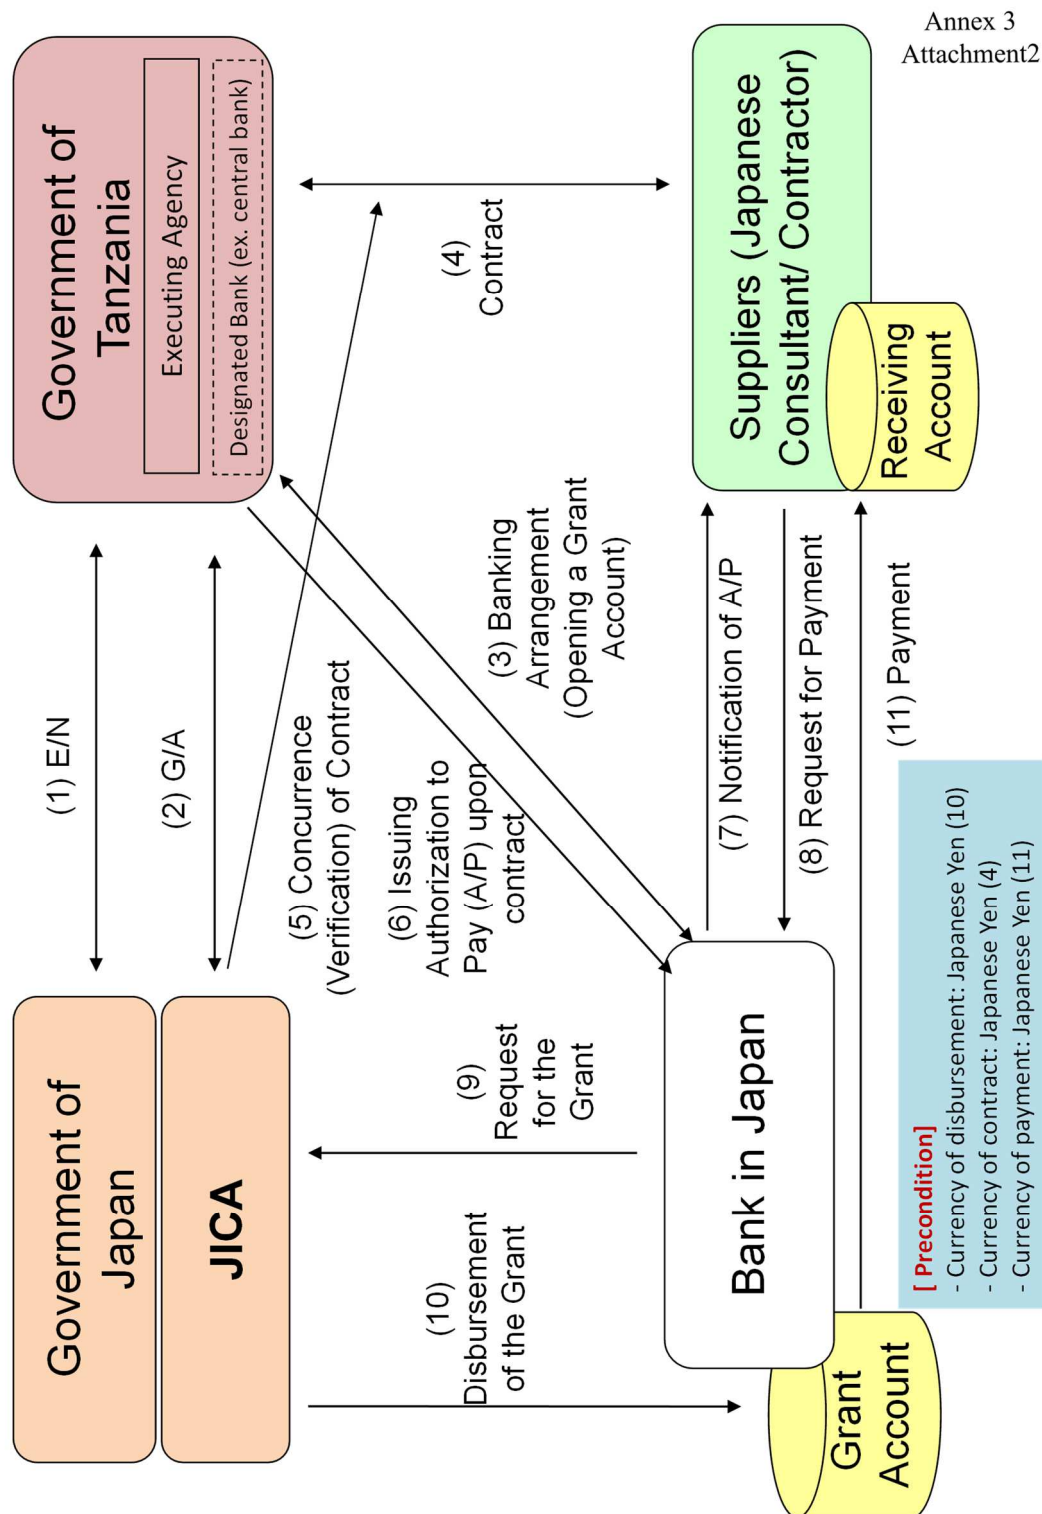 Annex 3
Attachment2
Government of
Japan
JICA
(1) E/N
(2) G/A
Government of
Tanzania
Executing Agency
Designated Bank (ex. central bank)
(5) Concurrence
(Verification) of Contract
(6) Issuing
Authorization to
Pay (A/P) upon
contract
(4)
Contract
(9)
Request
for the
Grant
(10)
Disbursement
of the Grant
(3) Banking
Arrangement
(Opening a Grant
Account)
Bank in Japan
Grant
Account
(7) Notification of A/P
(8) Request for Payment
(11) Payment
Suppliers (Japanese
Consultant/ Contractor)
Receiving
Account
[ Precondition]
- Currency of disbursement: Japanese Yen (10)
- Currency of contract: Japanese Yen (4)
- Currency of payment: Japanese Yen (11)